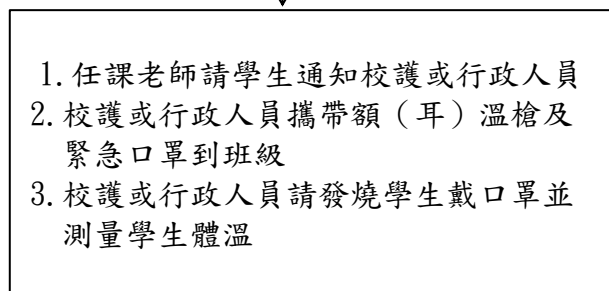 1.任課老師請學生通知校護或行政人員
2.校護或行政人員攜帶額（耳）溫槍及
緊急口罩到班級
3.校護或行政人員請發燒學生戴口罩並
測量學生體溫